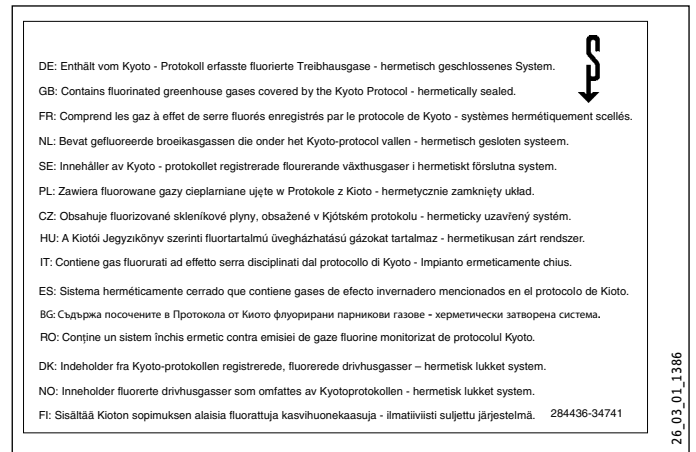 DE: Enthält vom Kyoto - Protokoll erfasste fluorierte Treibhausgase - hermetisch geschlossenes System.
GB: Contains fluorinated greenhouse gases covered by the Kyoto Protocol - hermetically sealed.
FR: Comprend les gaz à effet de serre fluorés enregistrés par le protocole de Kyoto - systèmes hermétiquement scellés.
NL: Bevat gefluoreerde broeikasgassen die onder het Kyoto-protocol vallen - hermetisch gesloten systeem.
SE: Innehåller av Kyoto - protokollet registrerade flourerande växthusgaser i hermetiskt förslutna system.
PL: Zawiera fluorowane gazy cieplarniane ujęte w Protokole z Kioto - hermetycznie zamknięty układ.
CZ: Obsahuje fluorizované skleníkové plyny, obsažené v Kjótském protokolu - hermeticky uzavřený systém.
HU: A Kiotói Jegyzıkönyv szerinti fluortartalmú üvegházhatású gázokat tartalmaz - hermetikusan zárt rendszer.
IT: Contiene gas fluorurati ad effetto serra disciplinati dal protocollo di Kyoto - Impianto ermeticamente chius.
ES: Sistema herméticamente cerrado que contiene gases de efecto invernadero mencionados en el protocolo de Kioto.
BG: Съдържа посочените в Протокола от Киото флуорирани парникови газове - херметически затворена система.
RO: Conține un sistem închis ermetic contra emisiei de gaze fluorine monitorizat de protocolul Kyoto.
DK: Indeholder fra Kyoto-protokollen registrerede, fluorerede drivhusgasser – hermetisk lukket system.
NO: Inneholder fluorerte drivhusgasser som omfattes av Kyotoprotokollen - hermetisk lukket system.
FI: Sisältää Kioton sopimuksen alaisia fluorattuja kasvihuonekaasuja - ilmatiiviisti suljettu järjestelmä. 284436-34741
26_03_01_1386